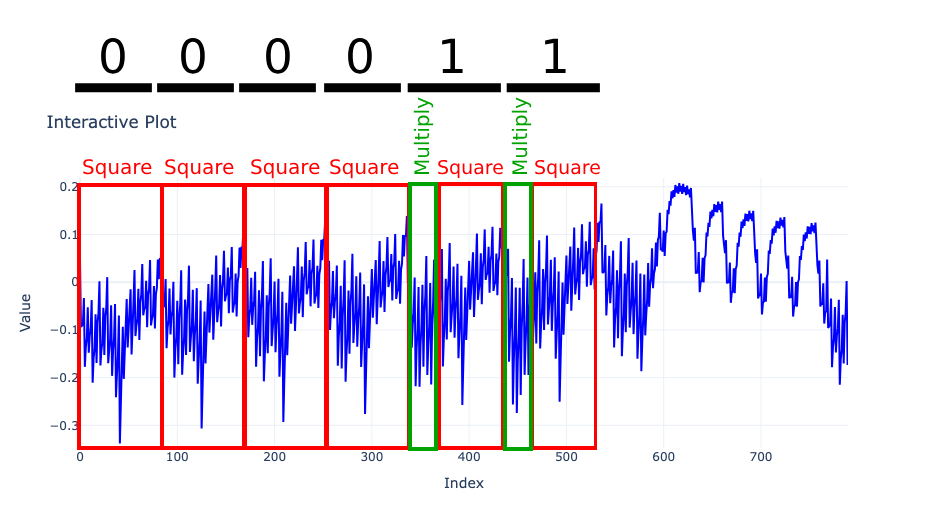 0 0 0 0 1 1
Interactive Plot
Square Square Square Square Multiply Square Multiply Square
0.2
0.1
0
−0.1
−0.2
−0.3
Value
0 100 200 300 400 500 600 700
Index